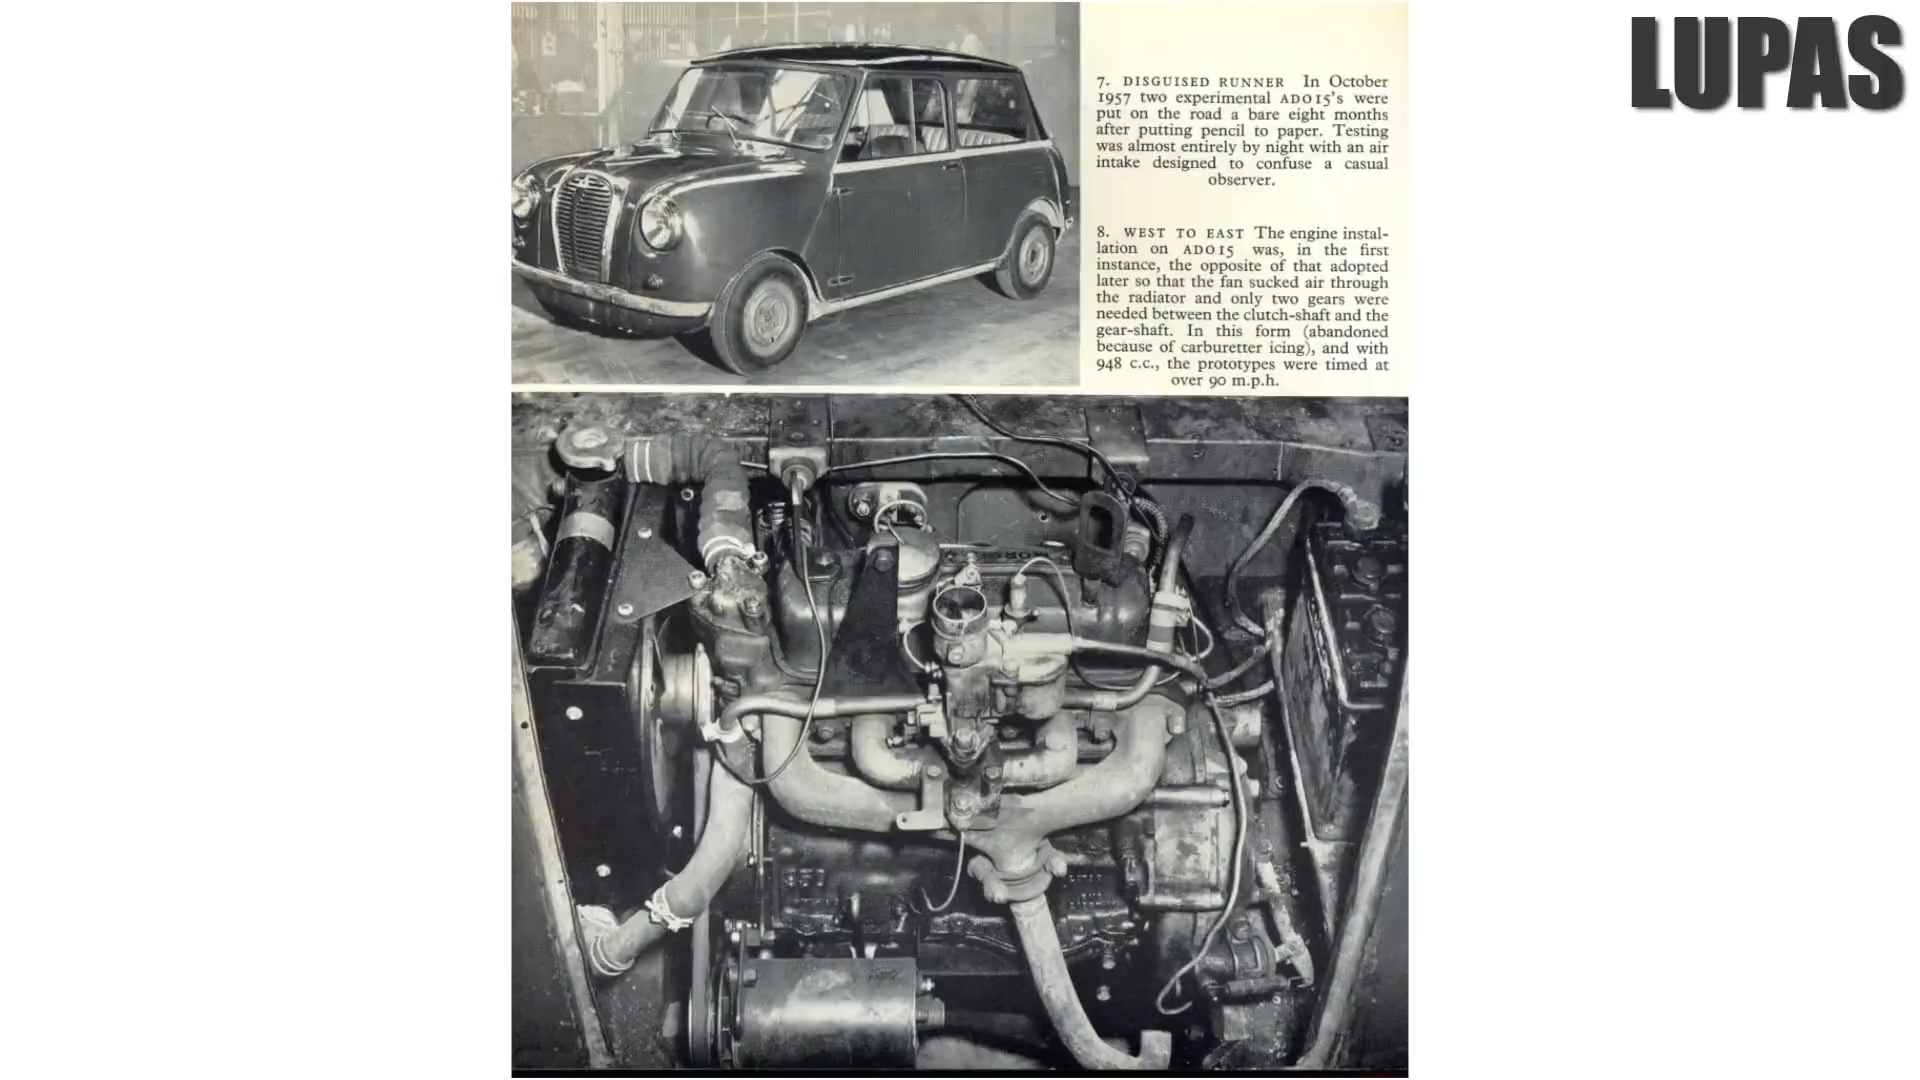 LUPAS
7. DISGUISED RUNNER In October
1957 two experimental ADO15's were
put on the road a bare eight months
after putting pencil to paper. Testing
was almost entirely by night with an air
intake designed to confuse a casual
observer.
8. WEST TO EAST The engine instal-
lation on ADO15 was, in the first
instance, the opposite of that adopted
later so that the fan sucked air through
the radiator and only two gears were
needed between the clutch-shaft and the
gear-shaft. In this form (abandoned
because of carburetter icing), and with
948 c.c., the prototypes were timed at
over 90 m.p.h.